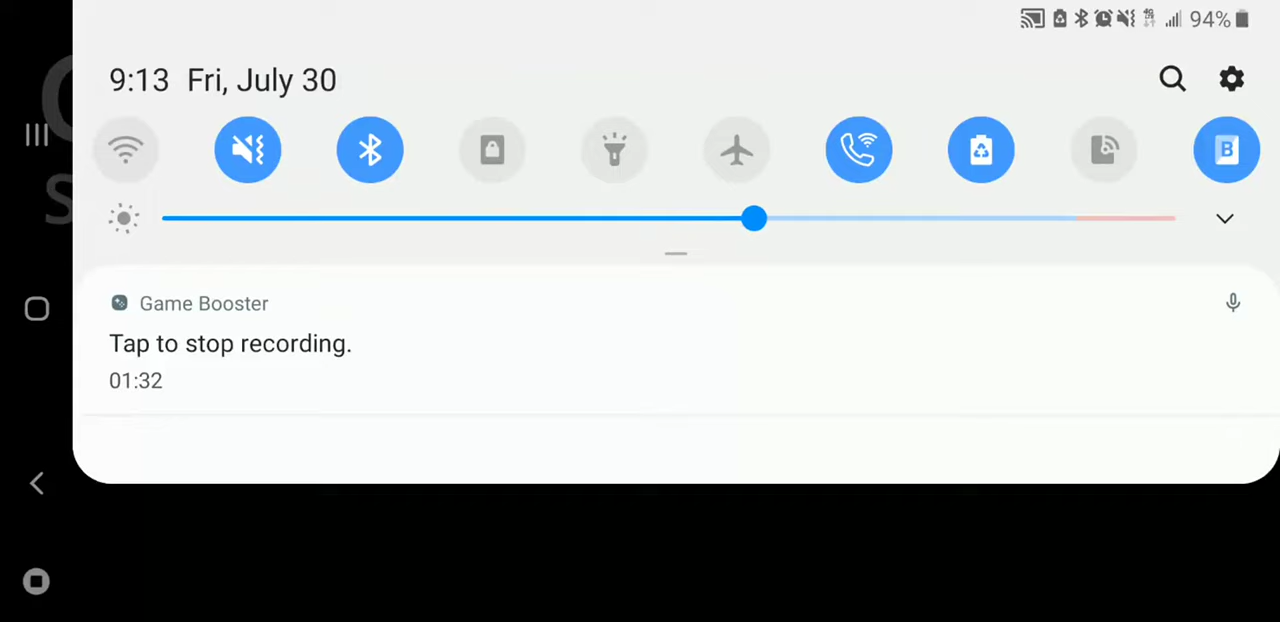 94%
9:13 Fri, July 30
B
Game Booster
Tap to stop recording.
01:32